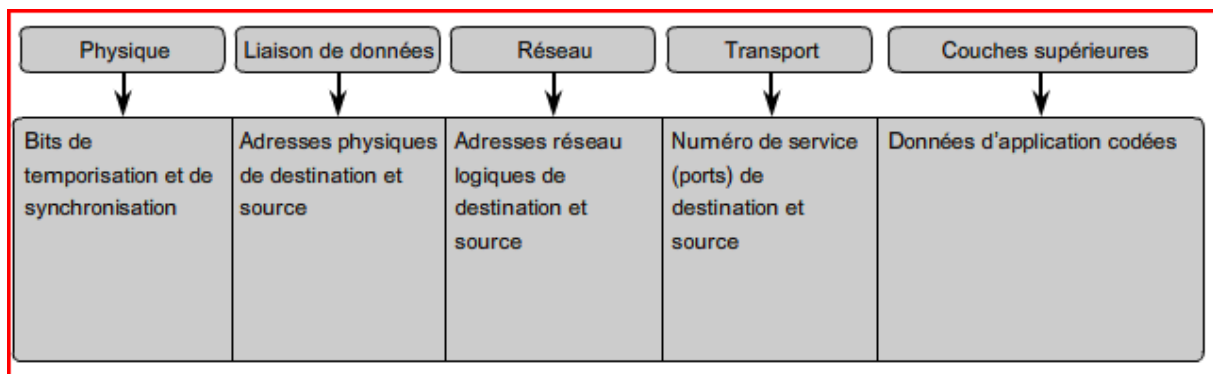 Physique
Liaison de données
Réseau
Transport
Couches supérieures
Bits de
temporisation et de
synchronisation
Adresses physiques
de destination et
source
Adresses réseau
logiques de
destination et
source
Numéro de service
(ports) de
destination et
source
Données d'application codées